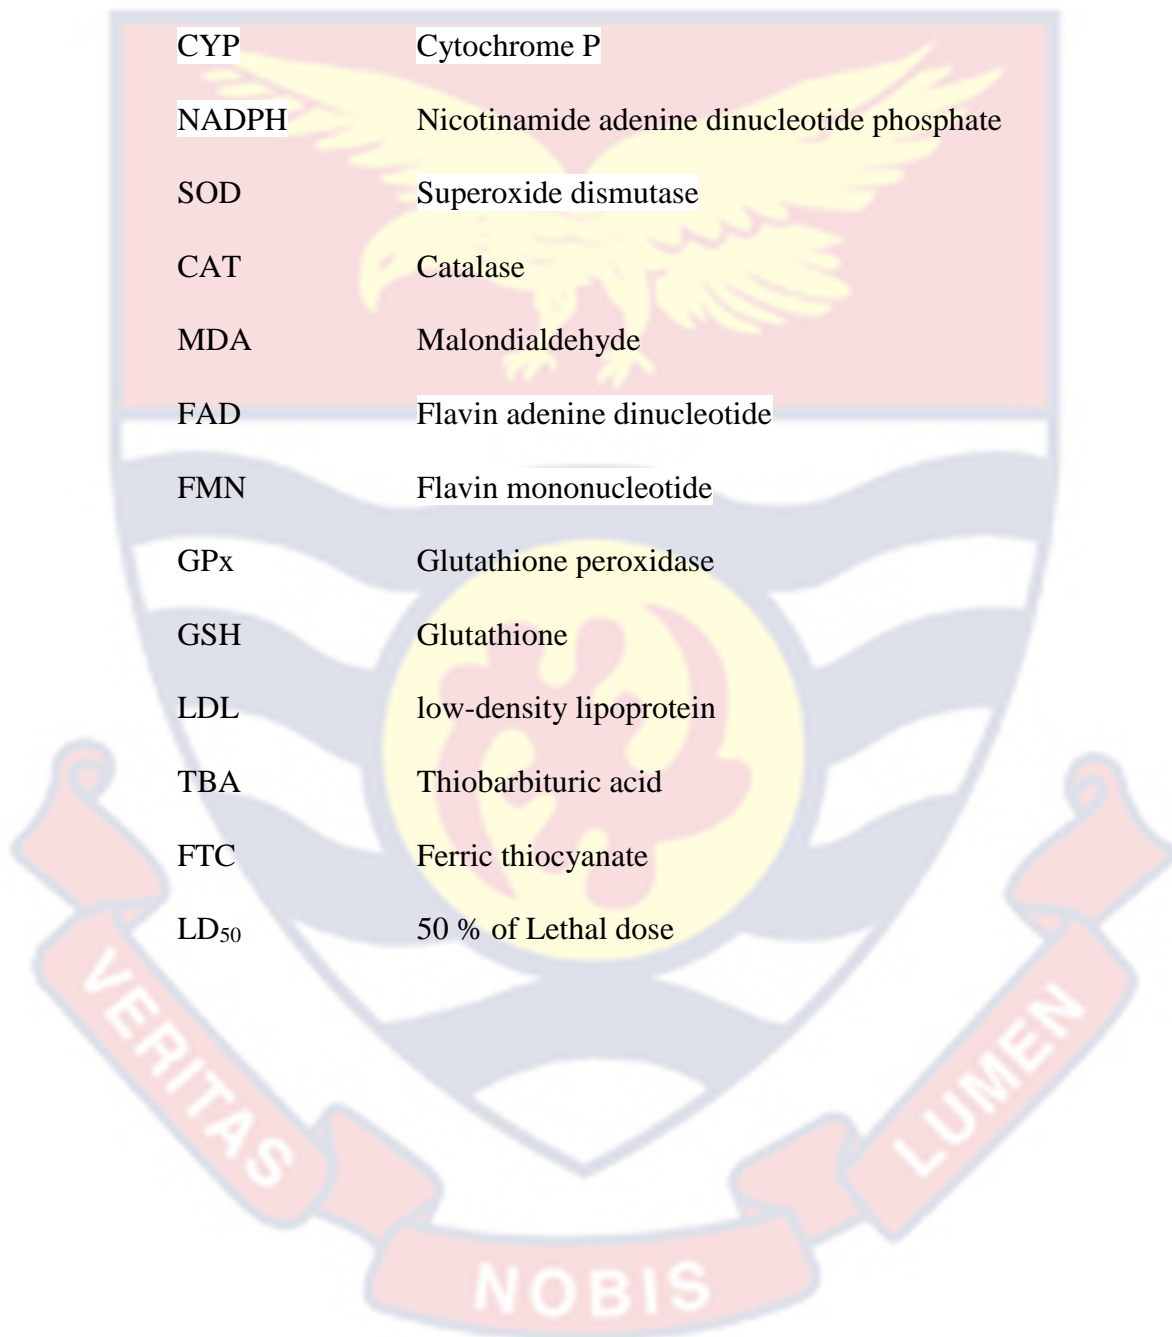 CYP Cytochrome P
NADPH Nicotinamide adenine dinucleotide phosphate
SOD Superoxide dismutase
CAT Catalase
MDA Malondialdehyde
FAD Flavin adenine dinucleotide
FMN Flavin mononucleotide
GPx Glutathione peroxidase
GSH Glutathione
LDL low-density lipoprotein
TBA Thiobarbituric acid
FTC Ferric thiocyanate
LD₅₀ 50 % of Lethal dose
VERITAS
NOBIS
LUMEN